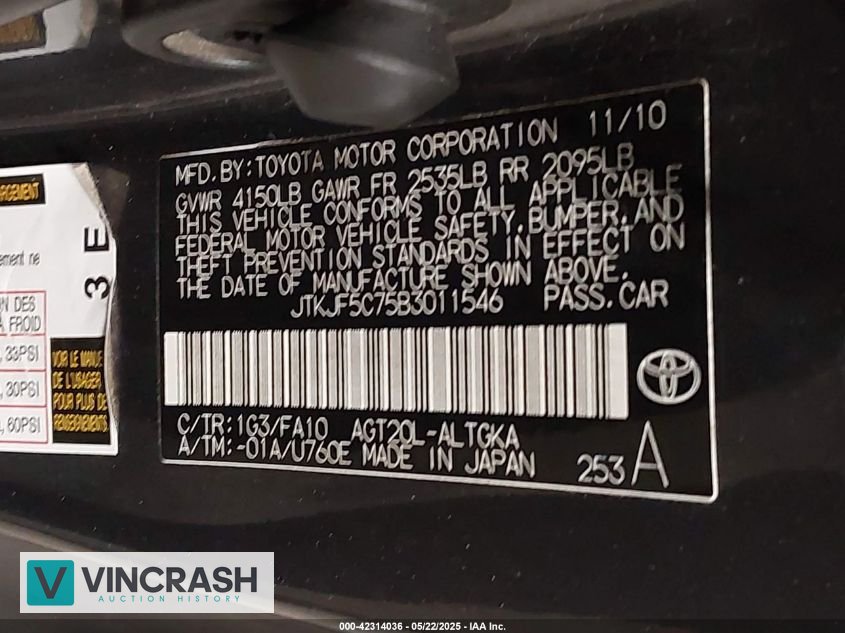 MFD. BY: TOYOTA MOTOR CORPORATION 11/10
GVWR 4150LB GAWR FR 2535LB RR 2095LB
THIS VEHICLE CONFORMS TO ALL APPLICABLE
FEDERAL MOTOR VEHICLE SAFETY, BUMPER, AND
THEFT PREVENTION STANDARDS IN EFFECT ON
THE DATE OF MANUFACTURE SHOWN ABOVE.
JTKJF5C75B3011546 PASS. CAR
C/TR: 1G3/FA10 AGT20L-ALTGKA
A/TM: -01A/U760E MADE IN JAPAN
253 A
3 E
ement ne
ON DES
À FROID
, 33PSI
, 30PSI
, 60PSI
VOIR LE MANUEL
DE L'USAGER
POUR PLUS DE
RENSEIGNEMENTS
VINCRASH
AUCTION HISTORY
000-42314036 - 05/22/2025 - IAA Inc.